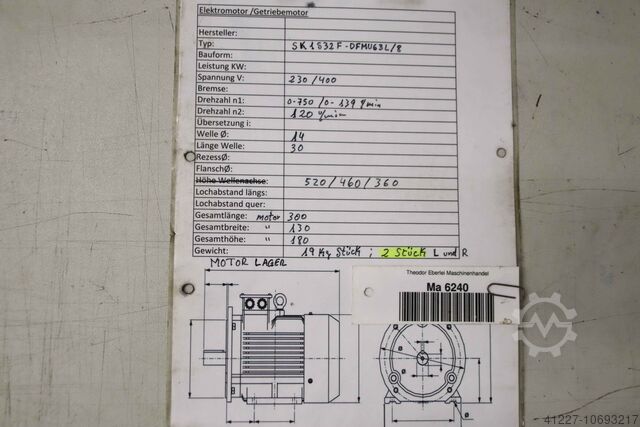 Elektromotor /Getriebemotor
Hersteller:
Typ: SK1S32F-DFMU63L/8
Bauform:
Leistung KW:
Spannung V: 230/400
Bremse:
Drehzahl n1: 0-750/0-139 1/min
Drehzahl n2: 120 1/min
Übersetzung i:
Welle Ø: 14
Länge Welle: 30
RezessØ:
FlanschØ:
Höhe Wellenachse: 520/460/360
Lochabstand längs:
Lochabstand quer:
Gesamtlänge: motor 300
Gesamtbreite: " 130
Gesamthöhe: " 180
Gewicht: 19 Kg Stück ; 2 Stück L und R
MOTOR LAGER
Theodor Eberlei Maschinenhandel
Ma 6240
41227-10693217